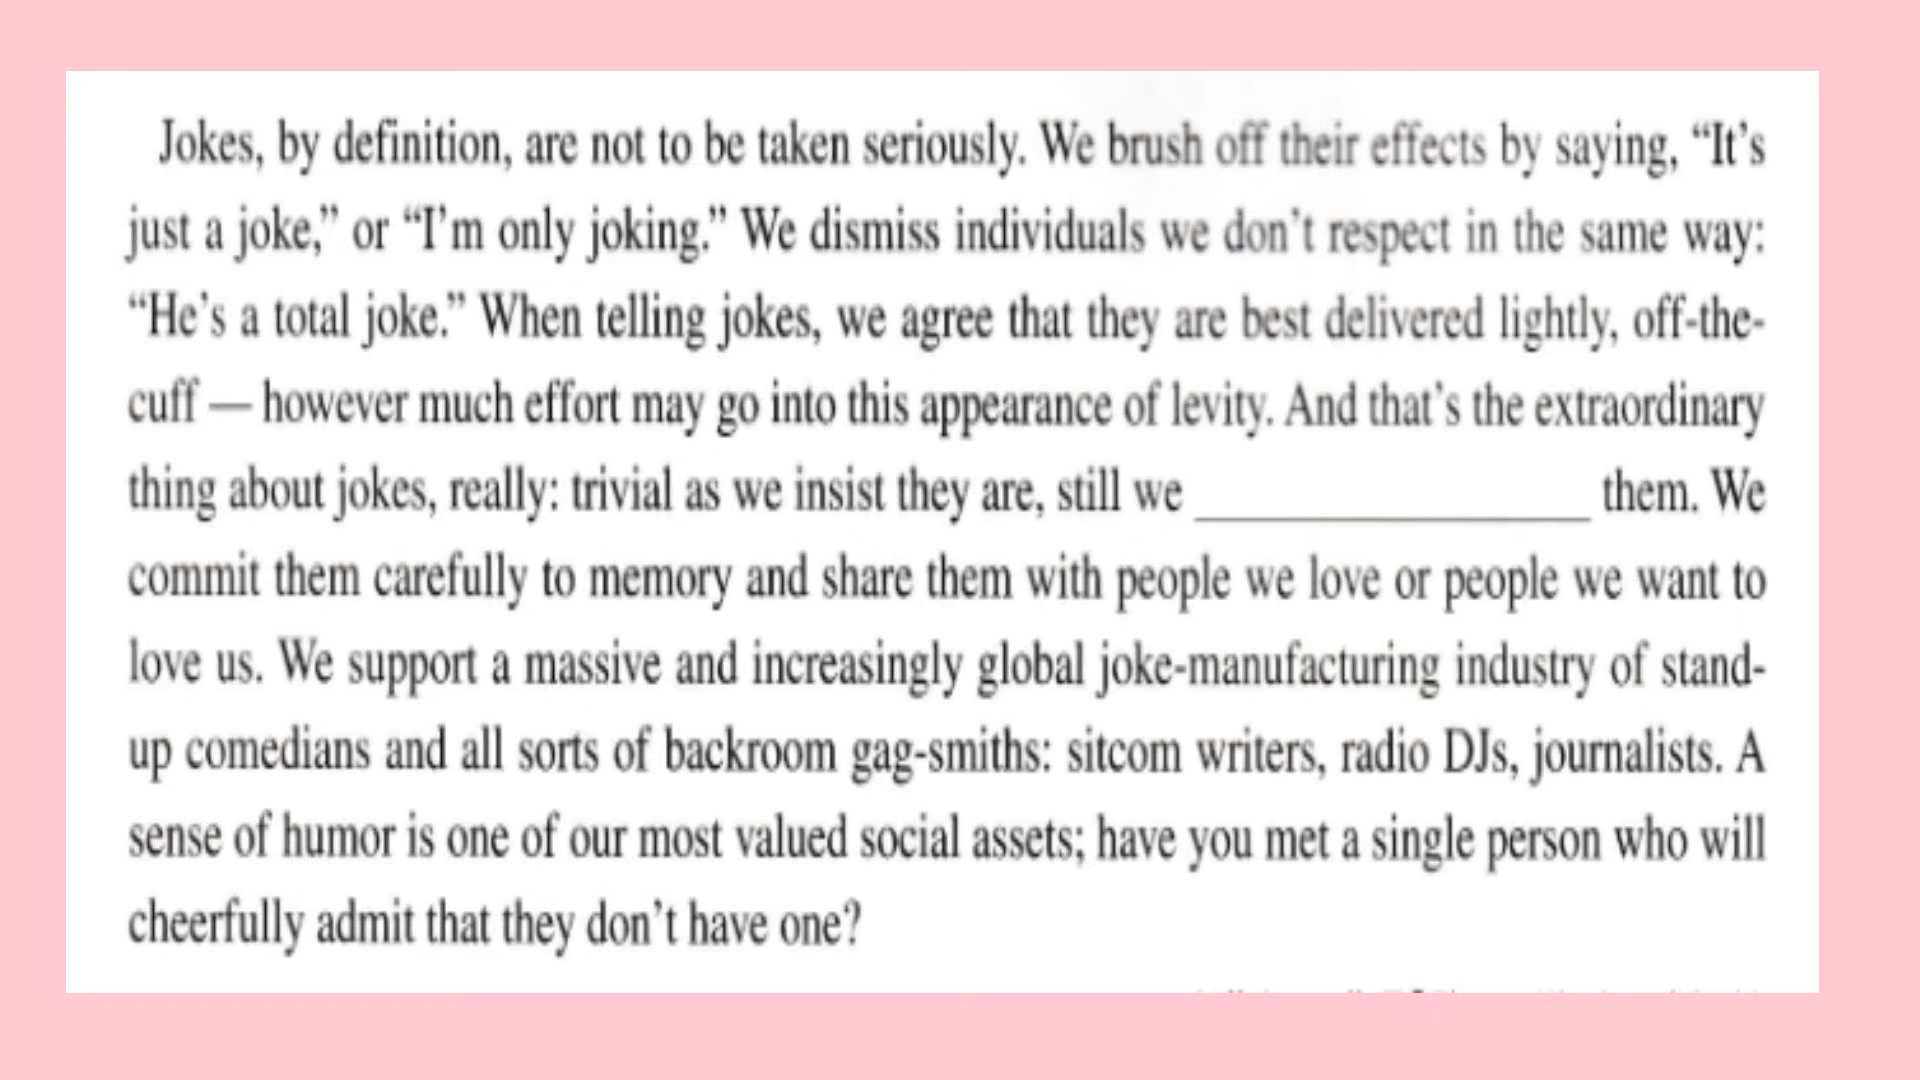 Jokes, by definition, are not to be taken seriously. We brush off their effects by saying, “It’s
just a joke,” or “I’m only joking.” We dismiss individuals we don’t respect in the same way:
“He’s a total joke.” When telling jokes, we agree that they are best delivered lightly, off-the-
cuff — however much effort may go into this appearance of levity. And that’s the extraordinary
thing about jokes, really: trivial as we insist they are, still we ______________ them. We
commit them carefully to memory and share them with people we love or people we want to
love us. We support a massive and increasingly global joke-manufacturing industry of stand-
up comedians and all sorts of backroom gag-smiths: sitcom writers, radio DJs, journalists. A
sense of humor is one of our most valued social assets; have you met a single person who will
cheerfully admit that they don’t have one?